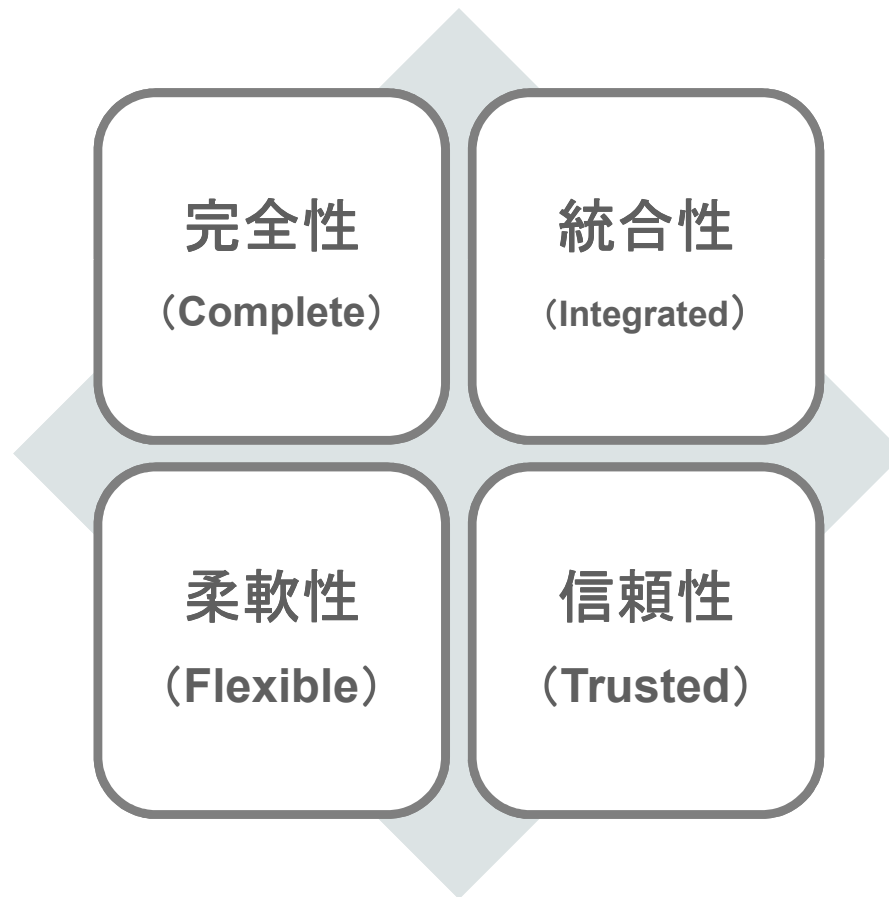 完全性
（Complete）
統合性
（Integrated）
柔軟性
（Flexible）
信頼性
（Trusted）